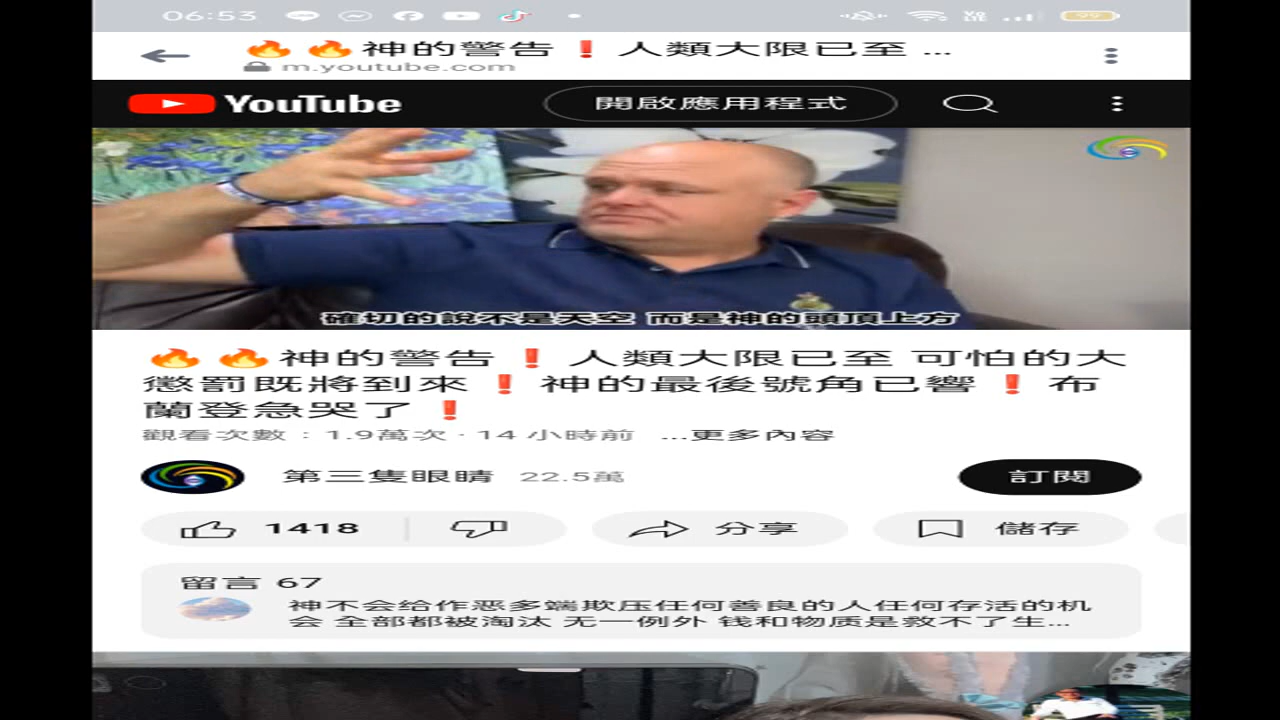 06:53
VO LTE 99
🔥🔥神的警告❗人類大限已至 ...
m.youtube.com
YouTube 開啟應用程式
確切的說不是天空 而是神的頭頂上方
🔥🔥神的警告❗人類大限已至 可怕的大
懲罰既將到來❗神的最後號角已響❗布
蘭登急哭了❗
觀看次數：1.9萬次 · 14 小時前 ...更多內容
第三隻眼睛 22.5萬 訂閱
1418 分享 儲存
留言 67
神不会给作恶多端欺压任何善良的人任何存活的机
会 全部都被淘汰 无一例外 钱和物质是救不了生...